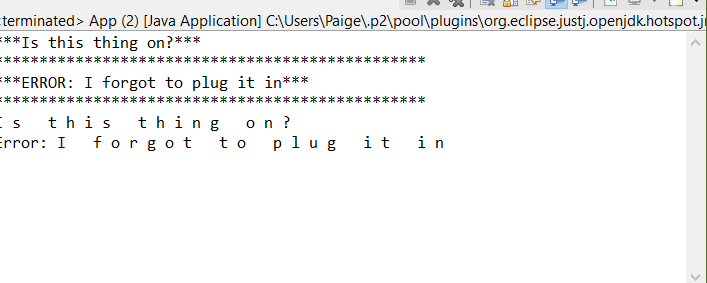 terminated> App (2) [Java Application] C:\Users\Paige\.p2\pool\plugins\org.eclipse.justj.openjdk.hotspot.j
***Is this thing on?***
************************************************
***ERROR: I forgot to plug it in***
************************************************
I s   t h i s   t h i n g   o n ?
Error: I   f o r g o t   t o   p l u g   i t   i n